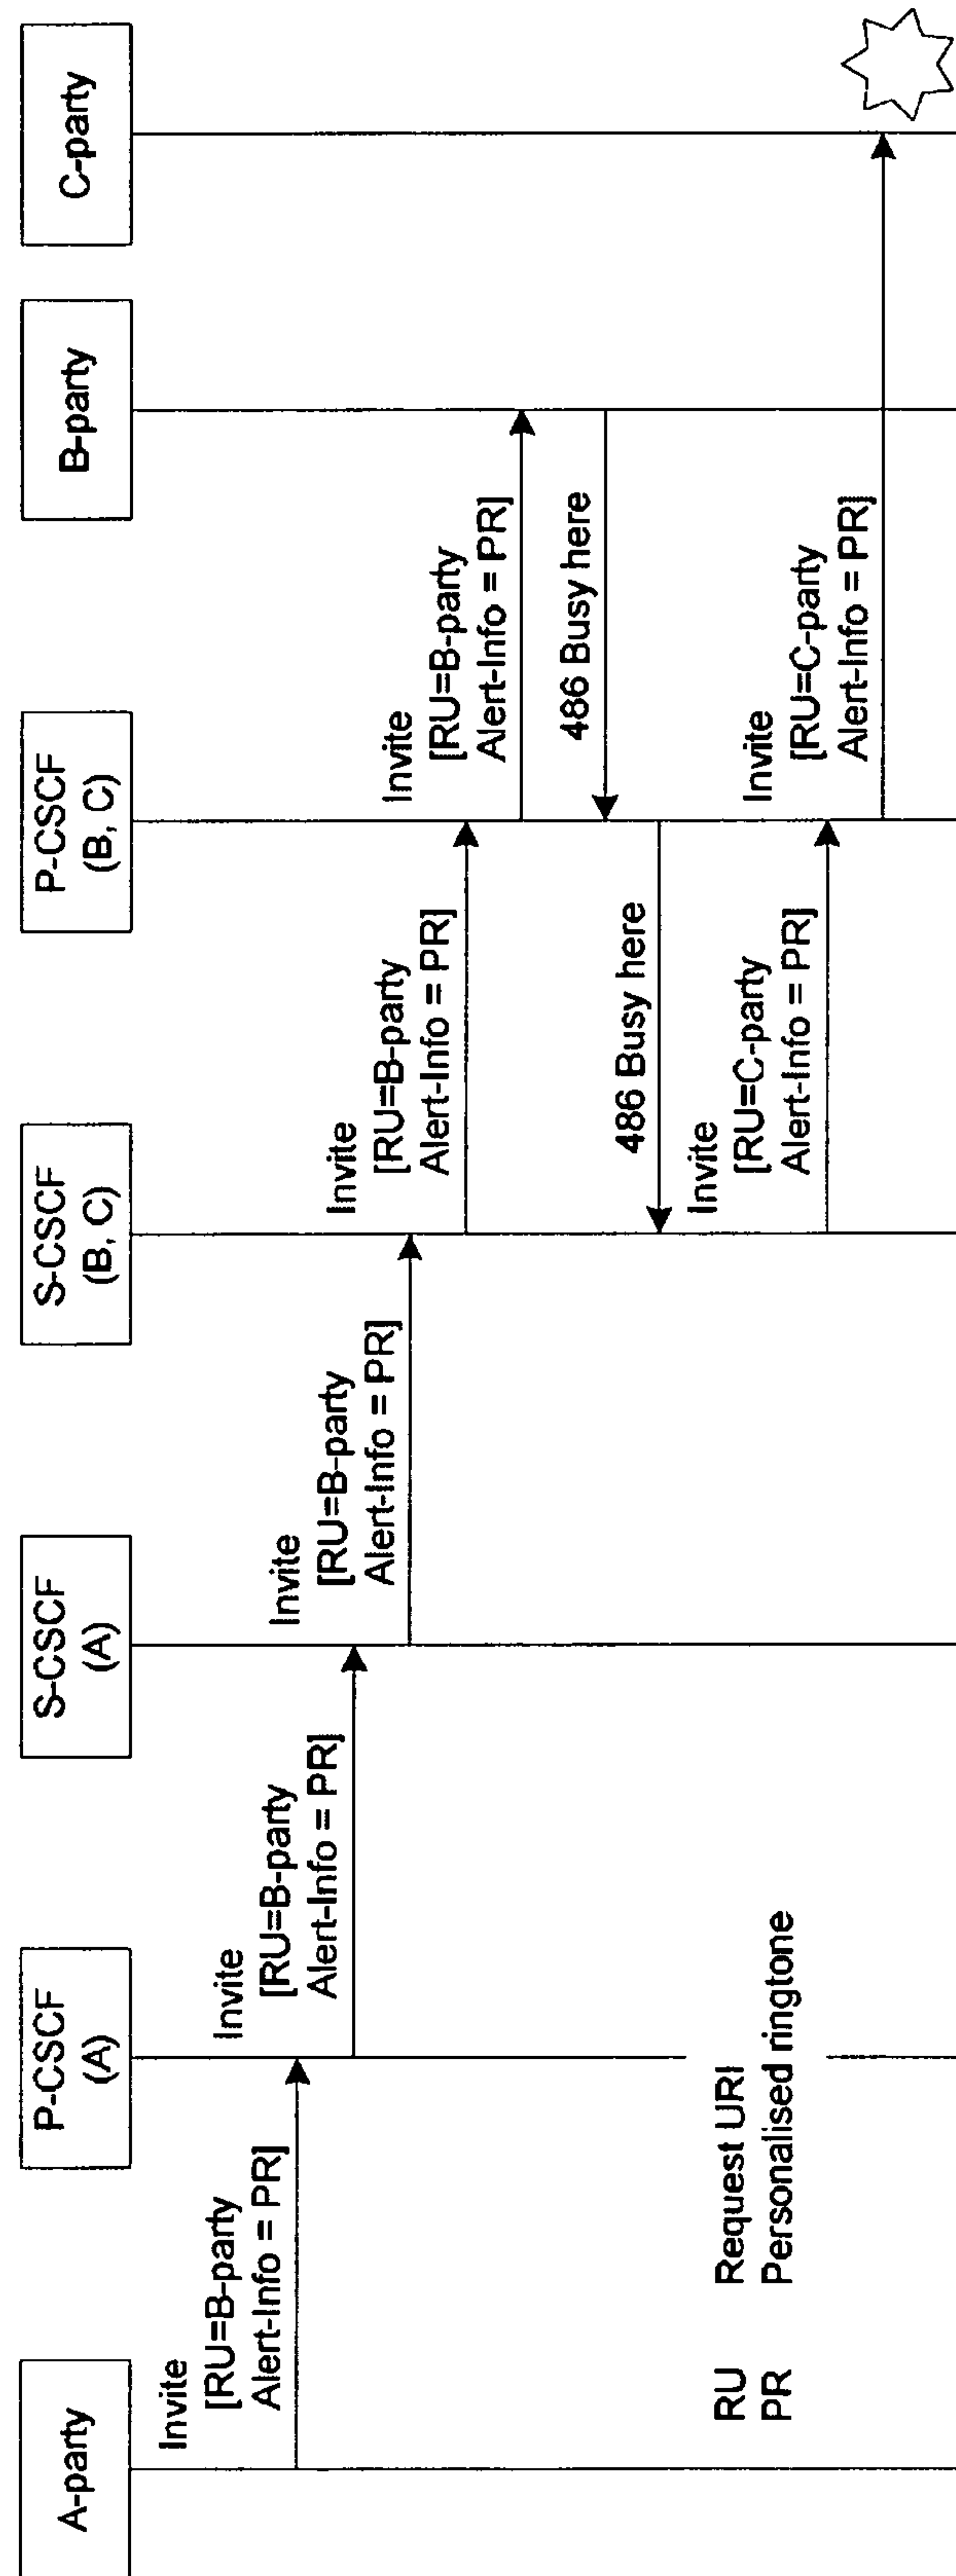 A-party
P-CSCF
(A)
S-CSCF
(A)
S-CSCF
(B, C)
P-CSCF
(B, C)
B-party
C-party
Invite
[RU=B-party
Alert-Info = PR]
Invite
[RU=B-party
Alert-Info = PR]
Invite
[RU=B-party
Alert-Info = PR]
Invite
[RU=B-party
Alert-Info = PR]
Invite
[RU=B-party
Alert-Info = PR]
486 Busy here
486 Busy here
Invite
[RU=C-party
Alert-Info = PR]
Invite
[RU=C-party
Alert-Info = PR]
RU Request URI
PR Personalised ringtone